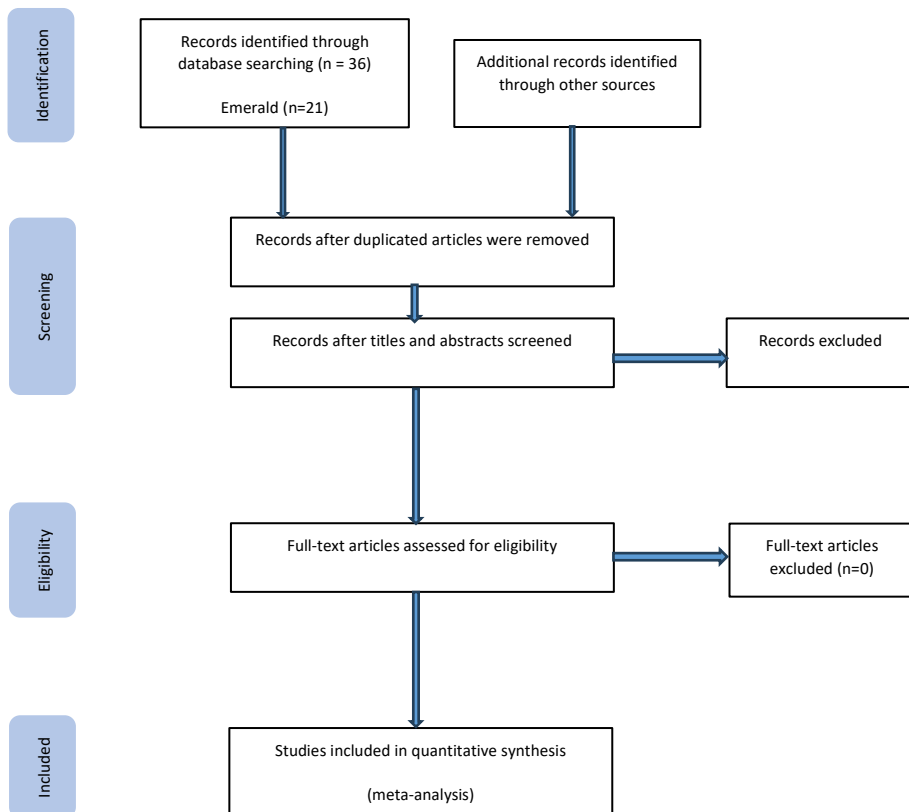 Identification
Records identified through
database searching (n = 36)
Emerald (n=21)
Additional records identified
through other sources
Screening
Records after duplicated articles were removed
Records after titles and abstracts screened
Records excluded
Eligibility
Full-text articles assessed for eligibility
Full-text articles
excluded (n=0)
Included
Studies included in quantitative synthesis
(meta-analysis)